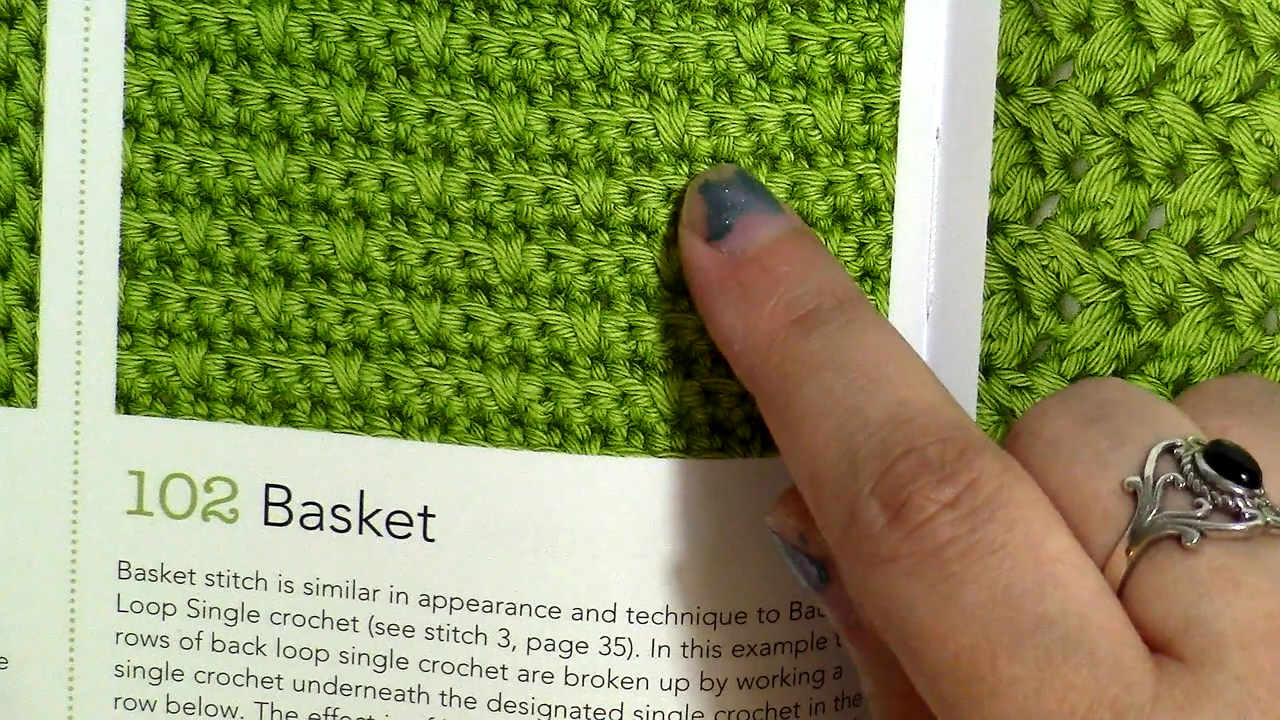 102 Basket
Basket stitch is similar in appearance and technique to
Loop Single crochet (see stitch 3, page 35). In this example
rows of back loop single crochet are broken up by working a
single crochet underneath the designated single crochet in the
row below. The effect